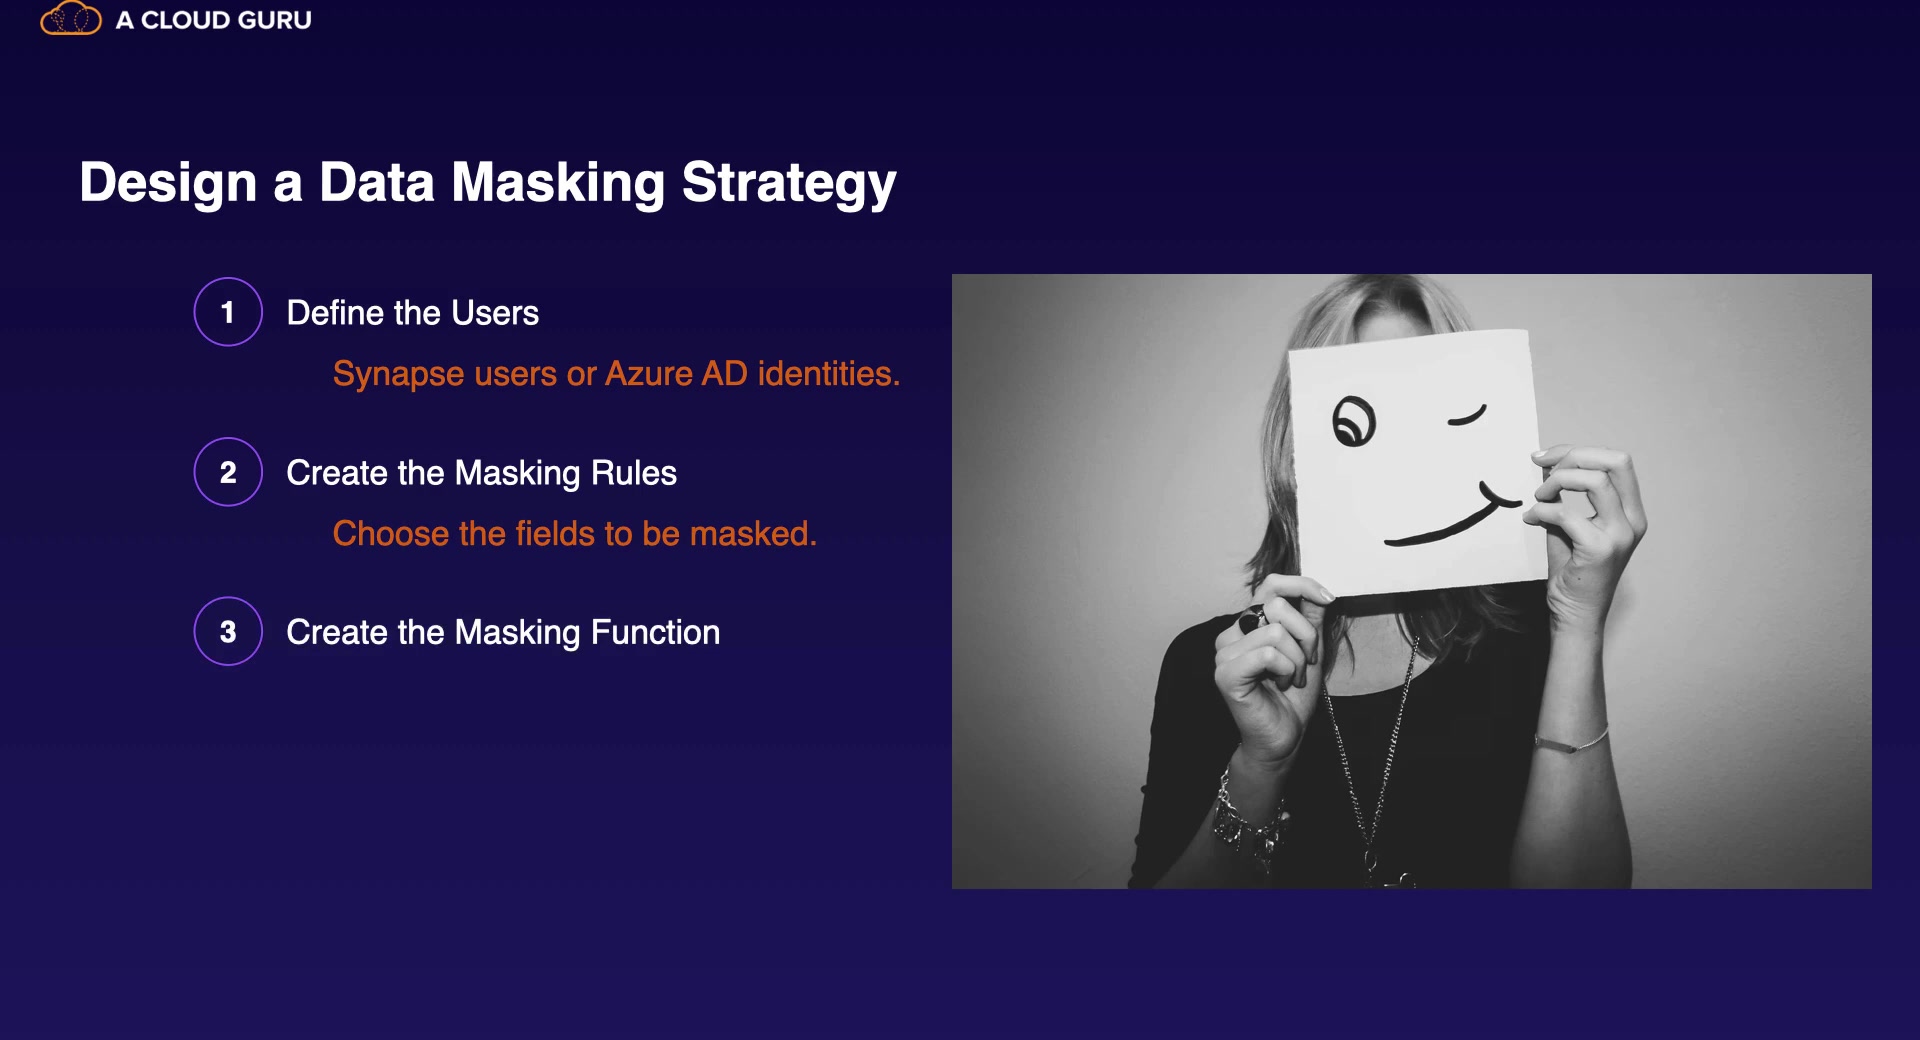 A CLOUD GURU
Design a Data Masking Strategy
1 Define the Users
Synapse users or Azure AD identities.
2 Create the Masking Rules
Choose the fields to be masked.
3 Create the Masking Function